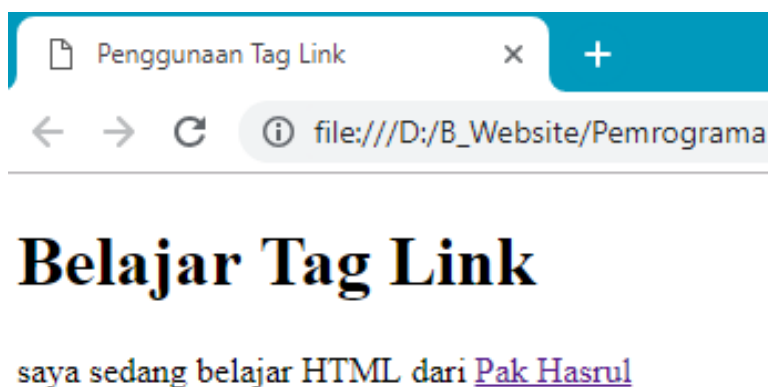 Penggunaan Tag Link
file:///D:/B_Website/Pemrograma
Belajar Tag Link
saya sedang belajar HTML dari Pak Hasrul